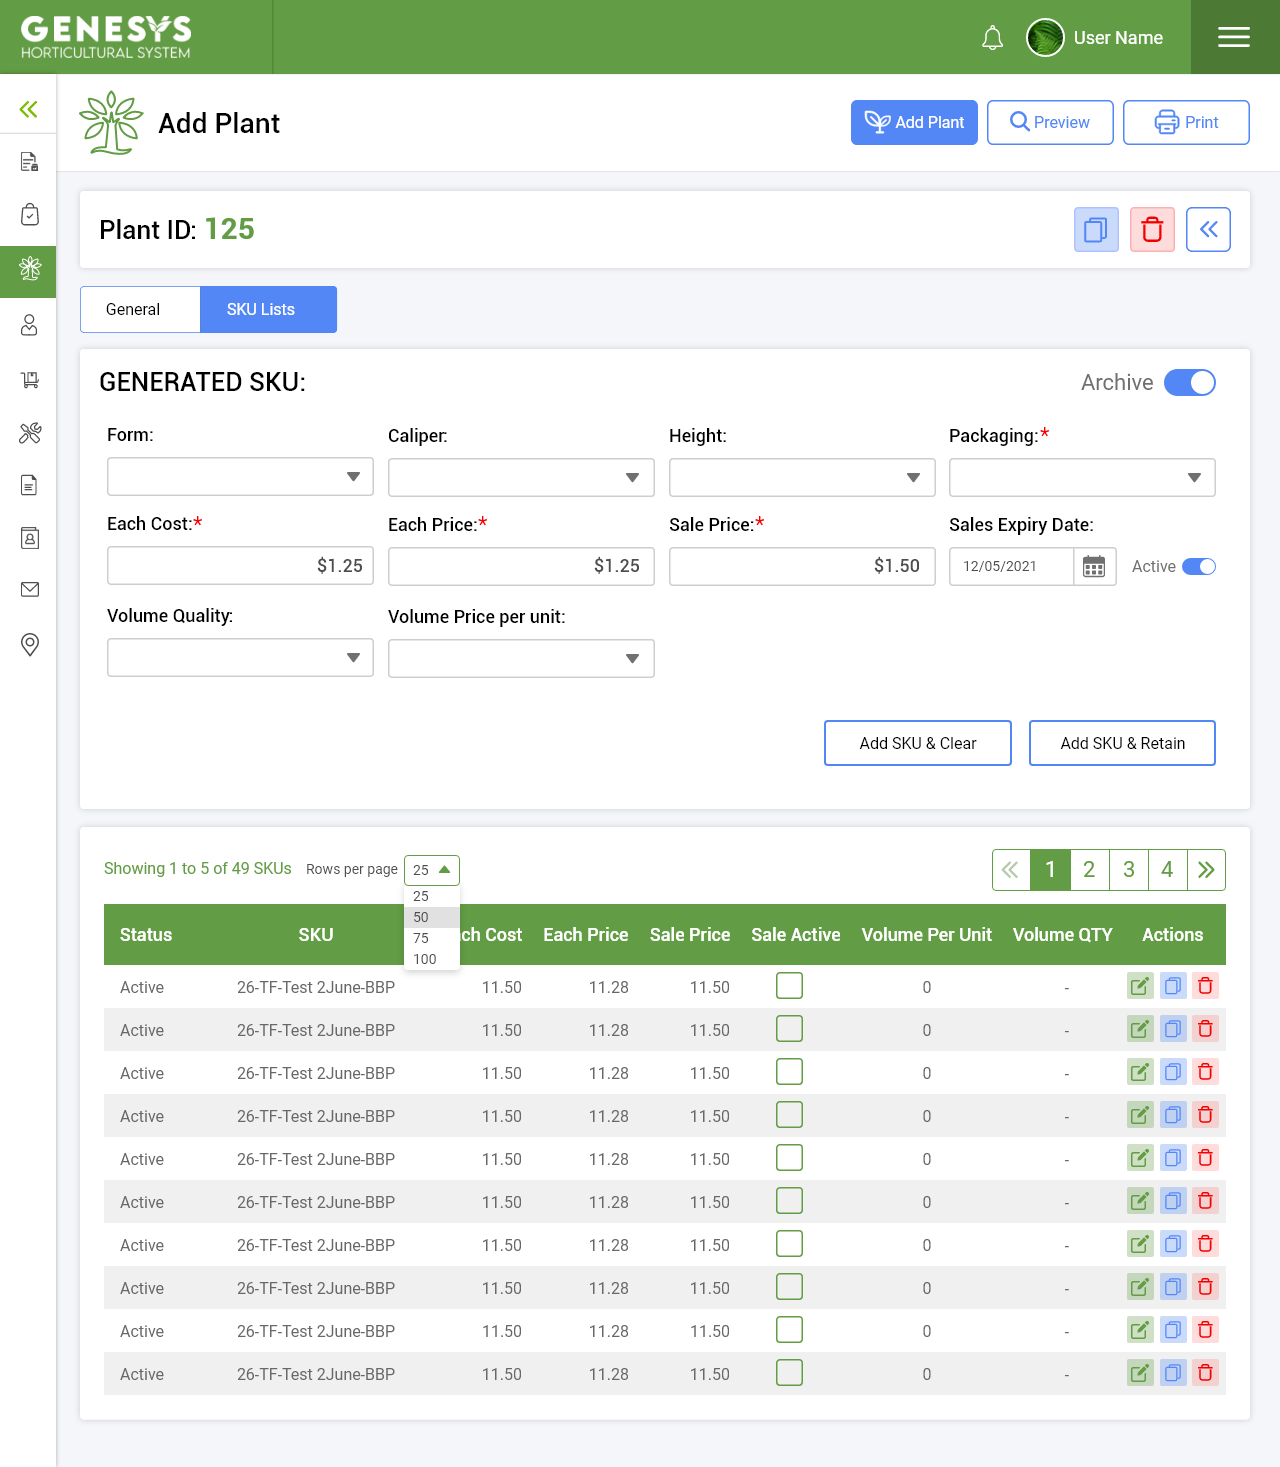 GENESYS
HORTICULTURAL SYSTEM
User Name
Add Plant
Add Plant
Preview
Print
Plant ID: 125
General
SKU Lists
GENERATED SKU:
Archive
Form:
Caliper:
Height:
Packaging:*
Each Cost:*
Each Price:*
Sale Price:*
Sales Expiry Date:
$1.25
$1.25
$1.50
12/05/2021
Active
Volume Quality:
Volume Price per unit:
Add SKU & Clear
Add SKU & Retain
Showing 1 to 5 of 49 SKUs
Rows per page
25
25
50
75
100
1 2 3 4
Status SKU ch Cost Each Price Sale Price Sale Active Volume Per Unit Volume QTY Actions
Active 26-TF-Test 2June-BBP 11.50 11.28 11.50 0 -
Active 26-TF-Test 2June-BBP 11.50 11.28 11.50 0 -
Active 26-TF-Test 2June-BBP 11.50 11.28 11.50 0 -
Active 26-TF-Test 2June-BBP 11.50 11.28 11.50 0 -
Active 26-TF-Test 2June-BBP 11.50 11.28 11.50 0 -
Active 26-TF-Test 2June-BBP 11.50 11.28 11.50 0 -
Active 26-TF-Test 2June-BBP 11.50 11.28 11.50 0 -
Active 26-TF-Test 2June-BBP 11.50 11.28 11.50 0 -
Active 26-TF-Test 2June-BBP 11.50 11.28 11.50 0 -
Active 26-TF-Test 2June-BBP 11.50 11.28 11.50 0 -